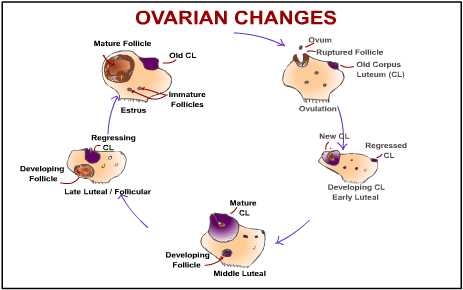 OVARIAN CHANGES
Mature Follicle
Old CL
Immature
Follicles
Estrus
Ovum
Ruptured Follicle
Old Corpus
Luteum (CL)
Ovulation
New CL
Regressed
CL
Developing CL
Early Luteal
Mature
CL
Developing
Follicle
Middle Luteal
Regressing
CL
Developing
Follicle
Late Luteal / Follicular